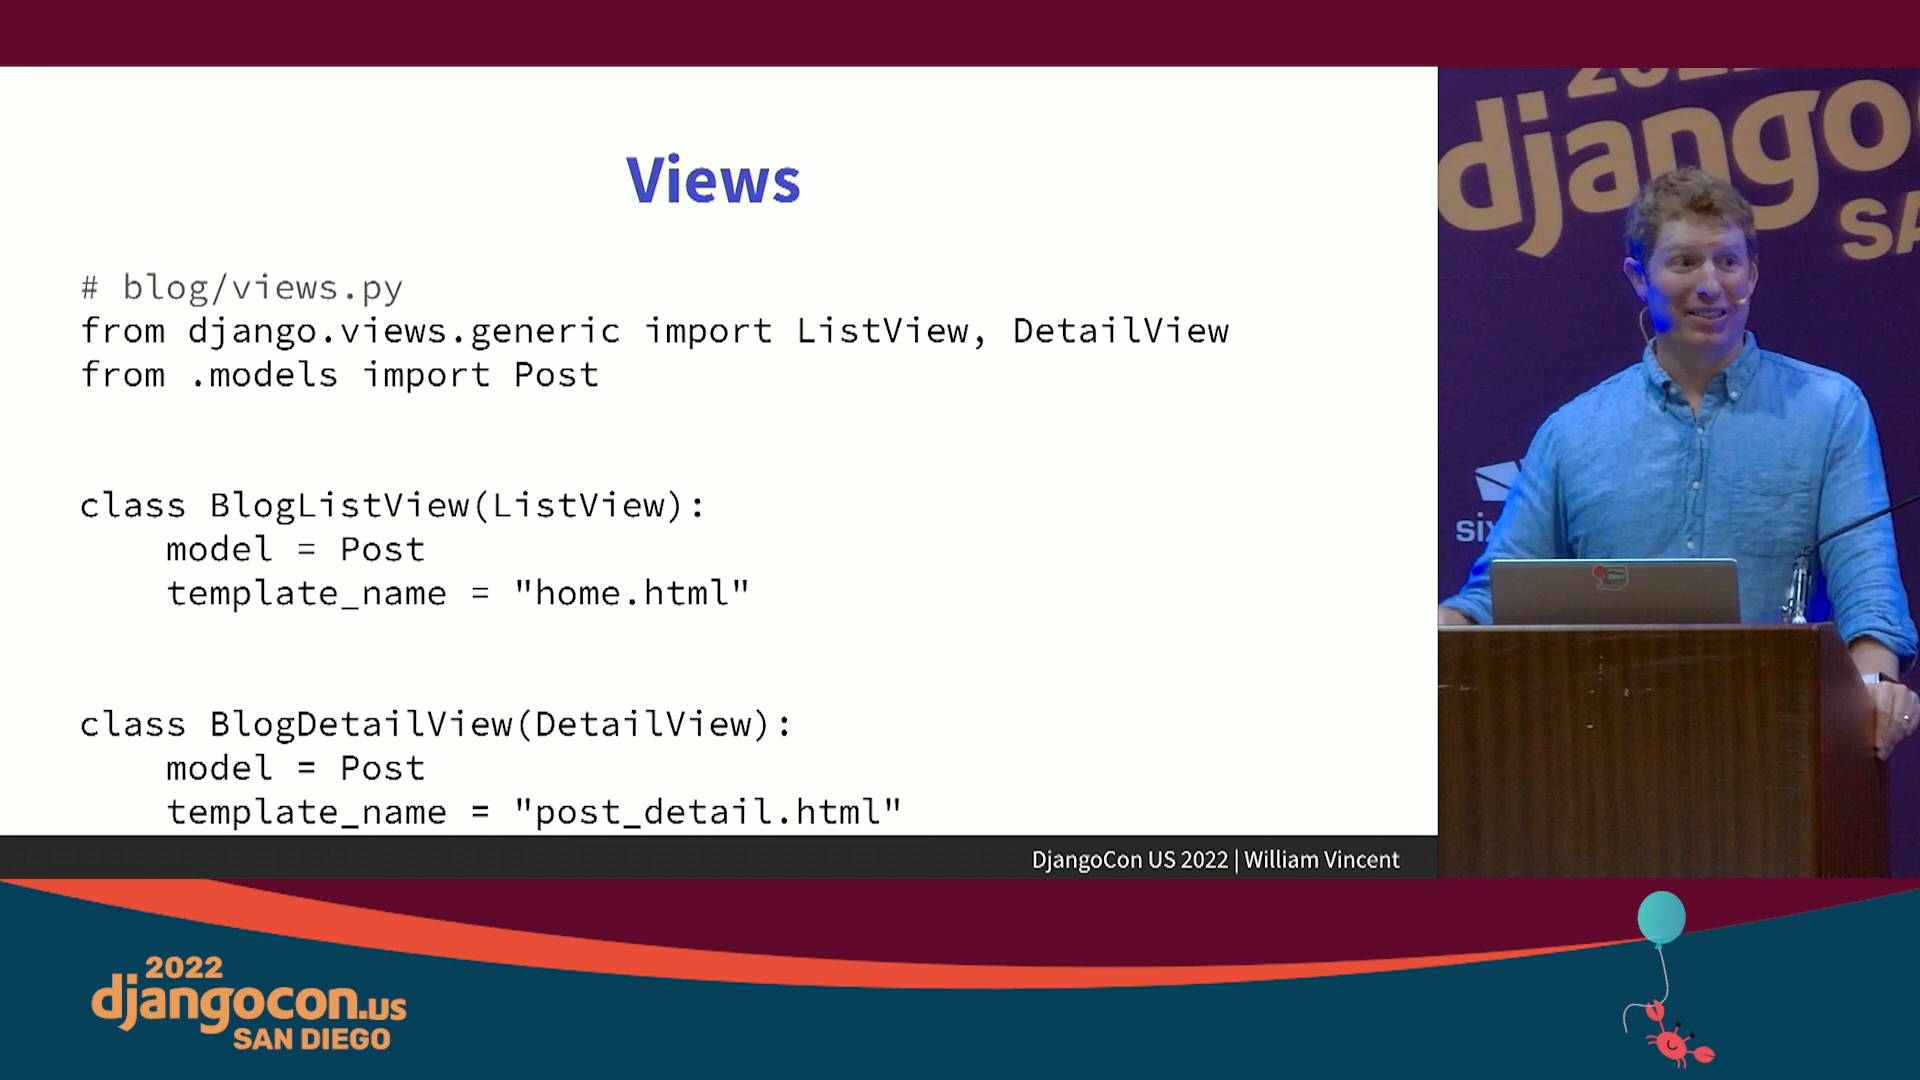 Views
# blog/views.py
from django.views.generic import ListView, DetailView
from .models import Post
class BlogListView(ListView):
    model = Post
    template_name = "home.html"
class BlogDetailView(DetailView):
    model = Post
    template_name = "post_detail.html"
DjangoCon US 2022 | William Vincent
django
2022
djangocon.us
SAN DIEGO